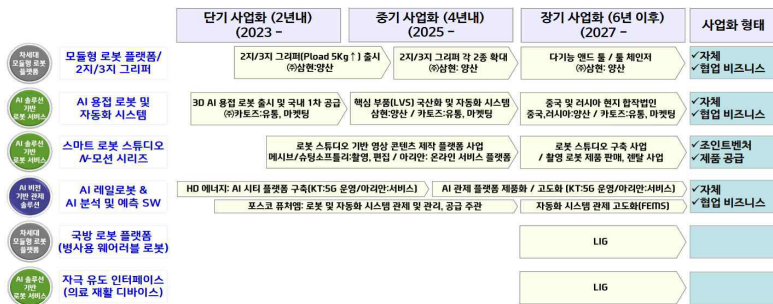 단기 사업화 (2년내)
(2023 –
중기 사업화 (4년내)
(2025 –
장기 사업화 (6년 이후)
(2027 –
사업화 형태
차세대
모듈형 로봇
플랫폼
모듈형 로봇 플랫폼/
2지/3지 그리퍼
2지/3지 그리퍼(Pload 5Kg↑) 출시
㈜삼현:양산
2지/3지 그리퍼 각 2종 확대
㈜삼현: 양산
다기능 앤드 툴 / 툴 체인저
㈜삼현: 양산
✓자체
✓협업 비즈니스
AI 솔루션
기반
로봇 서비스
AI 용접 로봇 및
자동화 시스템
3D AI 용접 로봇 출시 및 국내 1차 공급
㈜카토즈:유통, 마켓팅
핵심 부품(LVS) 국산화 및 자동화 시스템
삼현:양산 / 카토즈:유통, 마켓팅
중국 및 러시아 현지 합작법인
중국,러시아:양산 / 카토즈:유통, 마켓팅
✓자체
✓협업 비즈니스
AI 솔루션
기반
로봇 서비스
스마트 로봇 스튜디오
N-모션 시리즈
로봇 스튜디오 기반 영상 콘텐츠 제작 플랫폼 사업
메시브/슈팅소프트리:촬영, 편집 / 아리안: 온라인 서비스 플랫폼
로봇 스튜디오 구축 사업
/ 촬영 로봇 제품 판매, 렌탈 사업
✓조인트벤처
✓제품 공급
AI 비전
기반 관제
솔루션
AI 레일로봇 &
AI 분석 및 예측 SW
HD 에너지: AI 시티 플랫폼 구축(KT:5G 운영/아리안:서비스)
AI 관제 플랫폼 제품화 / 고도화 (KT:5G 운영/아리안:서비스)
포스코 퓨처엠: 로봇 및 자동화 시스템 관제 및 관리, 공급 주관
자동화 시스템 관제 고도화(FEMS)
✓자체
✓협업 비즈니스
차세대
모듈형 로봇
플랫폼
국방 로봇 플랫폼
(병사용 웨어러블 로봇)
LIG
AI 솔루션
기반
로봇 서비스
자극 유도 인터페이스
(의료 재활 디바이스)
LIG